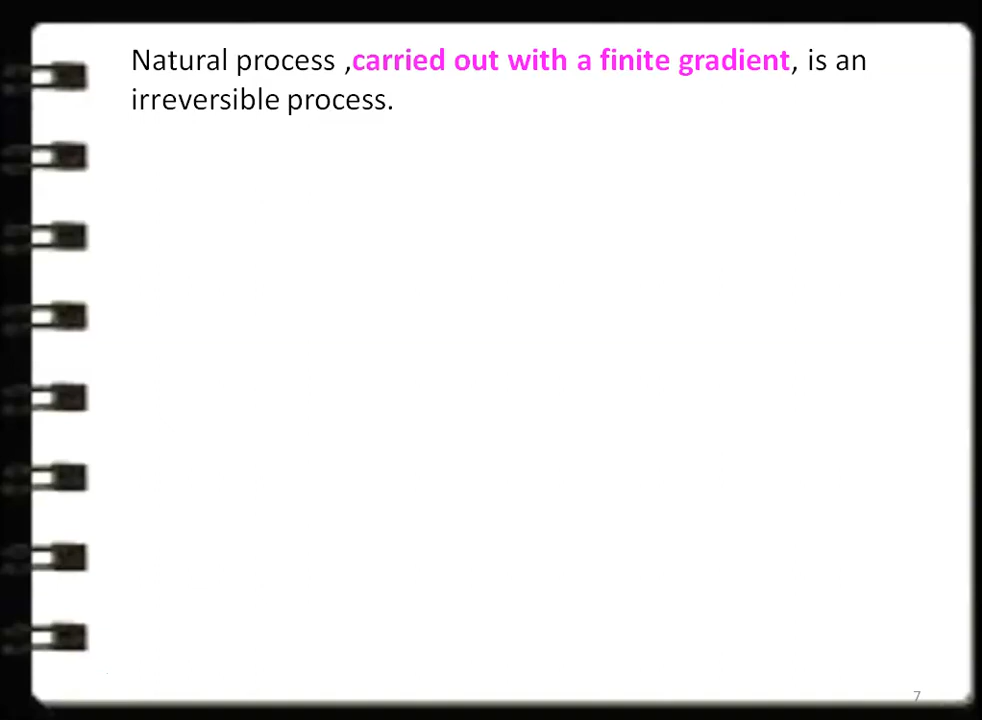 Natural process ,carried out with a finite gradient, is an
irreversible process.
7